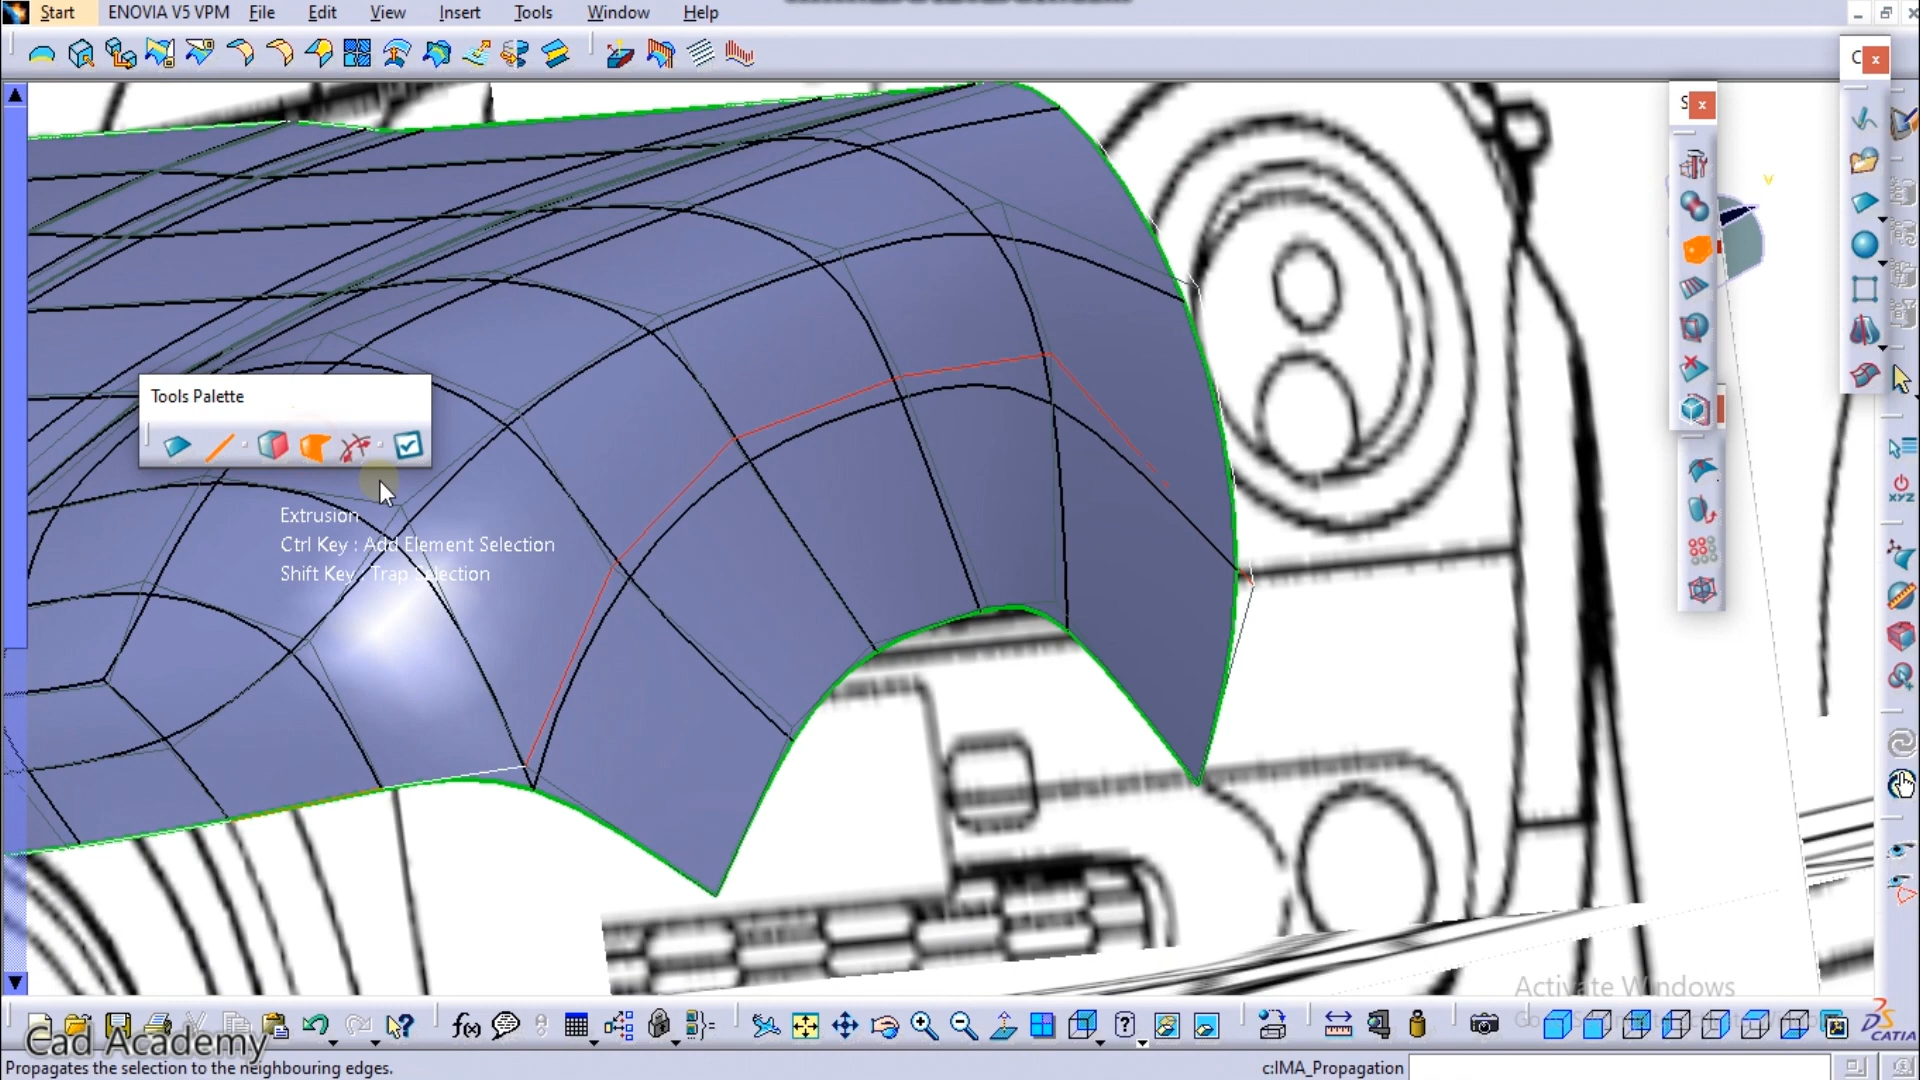 Start ENOVIA V5 VPM File Edit View Insert Tools Window Help
C
S
Tools Palette
Extrusion
Ctrl Key : Add Element Selection
Shift Key : Trap Selection
XYZ
f(x)
Activate Windows
CATIA
Cad Academy
Propagates the selection to the neighbouring edges.
c:IMA_Propagation